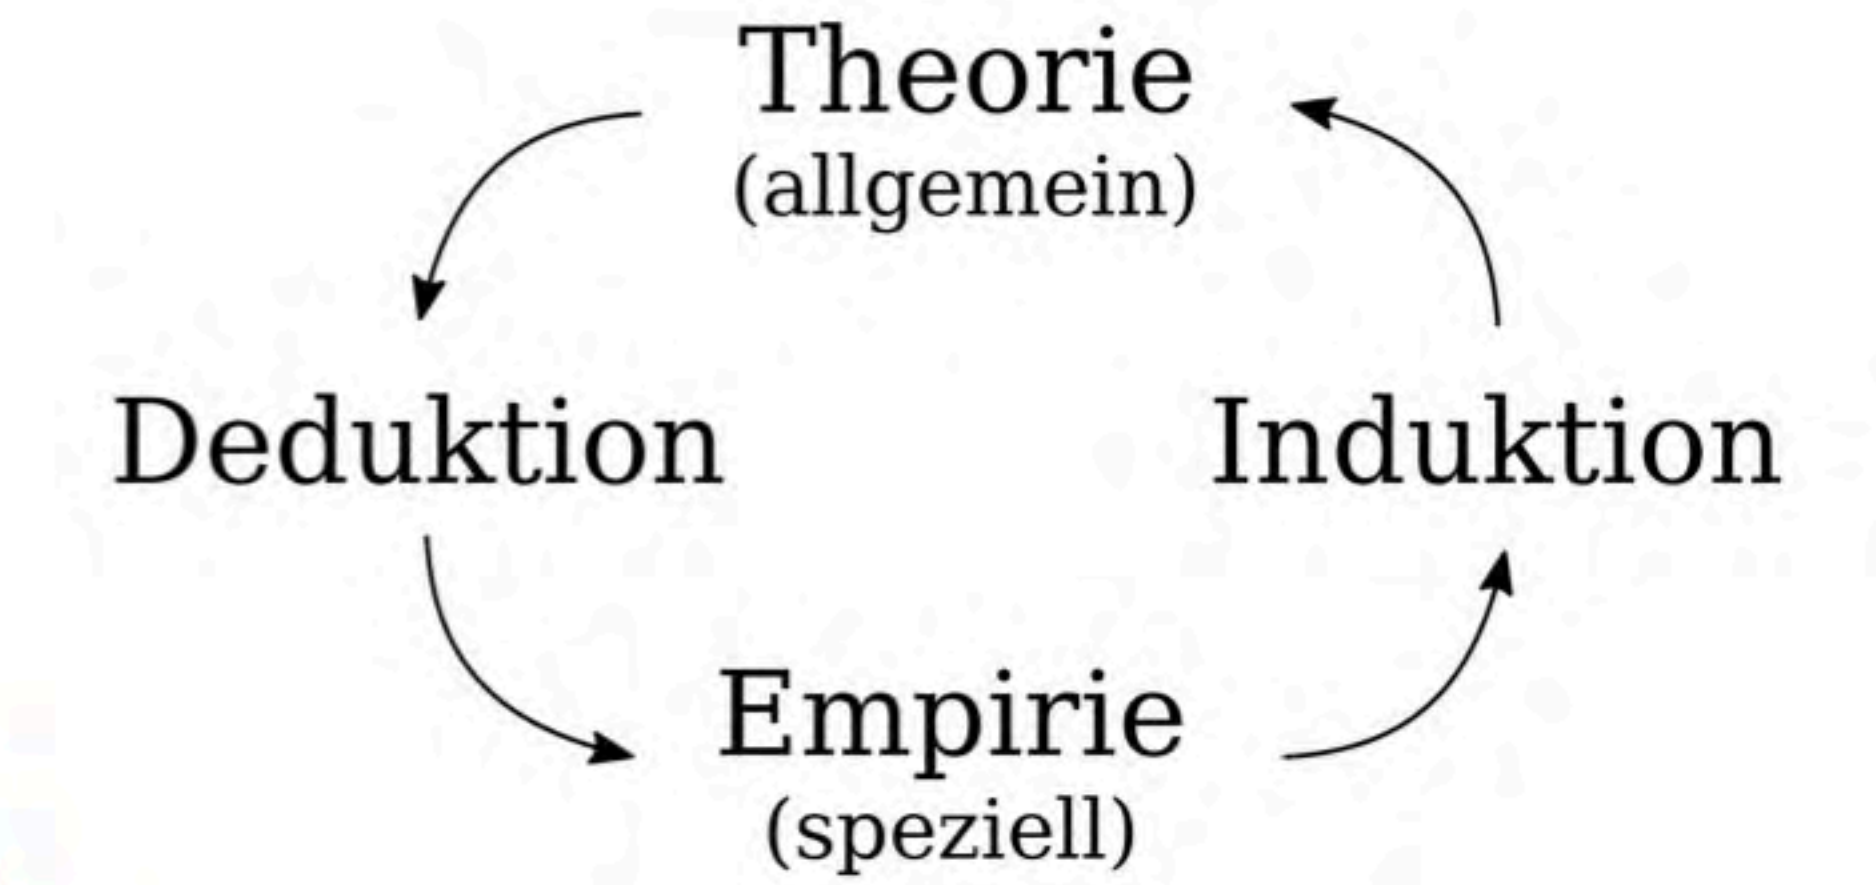 Theorie
(allgemein)
Deduktion
Induktion
Empirie
(speziell)